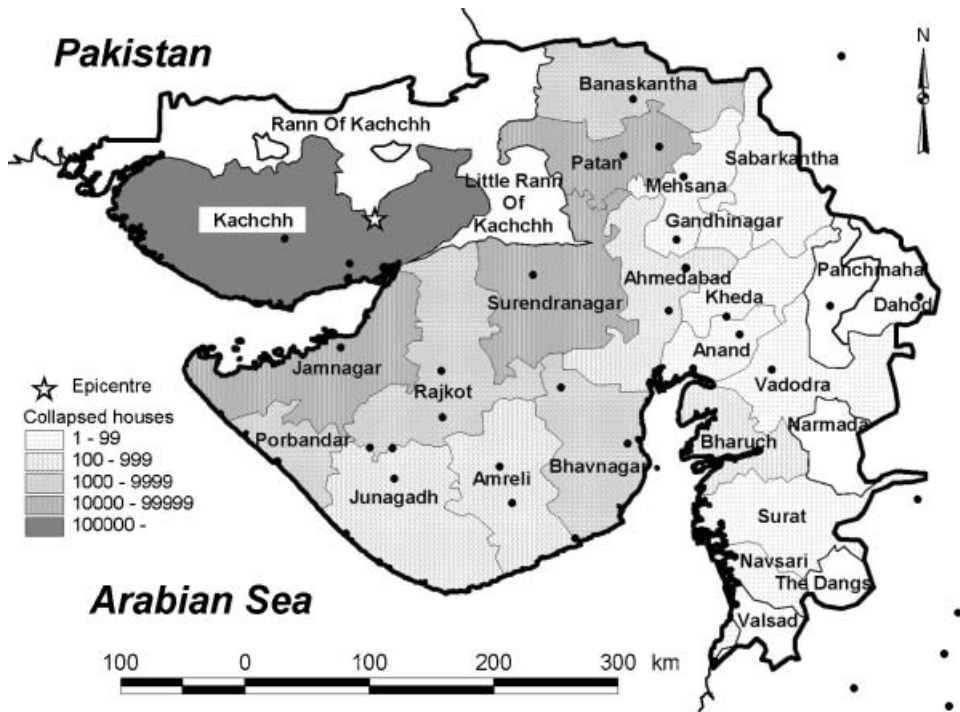 Pakistan
N
Banaskantha
Rann Of Kachchh
Patan
Sabarkantha
Mehsana
Little Rann
Of
Kachchh
Kachchh
Gandhinagar
Ahmedabad
Panchmaha
Surendranagar
Kheda
Dahod
Jamnagar
Anand
Rajkot
Vadodra
Epicentre
Collapsed houses
1 - 99
100 - 999
1000 - 9999
10000 - 99999
100000 -
Porbandar
Narmada
Bharuch
Junagadh
Amreli
Bhavnagar
Surat
Navsari
The Dangs
Valsad
Arabian Sea
100 0 100 200 300 km